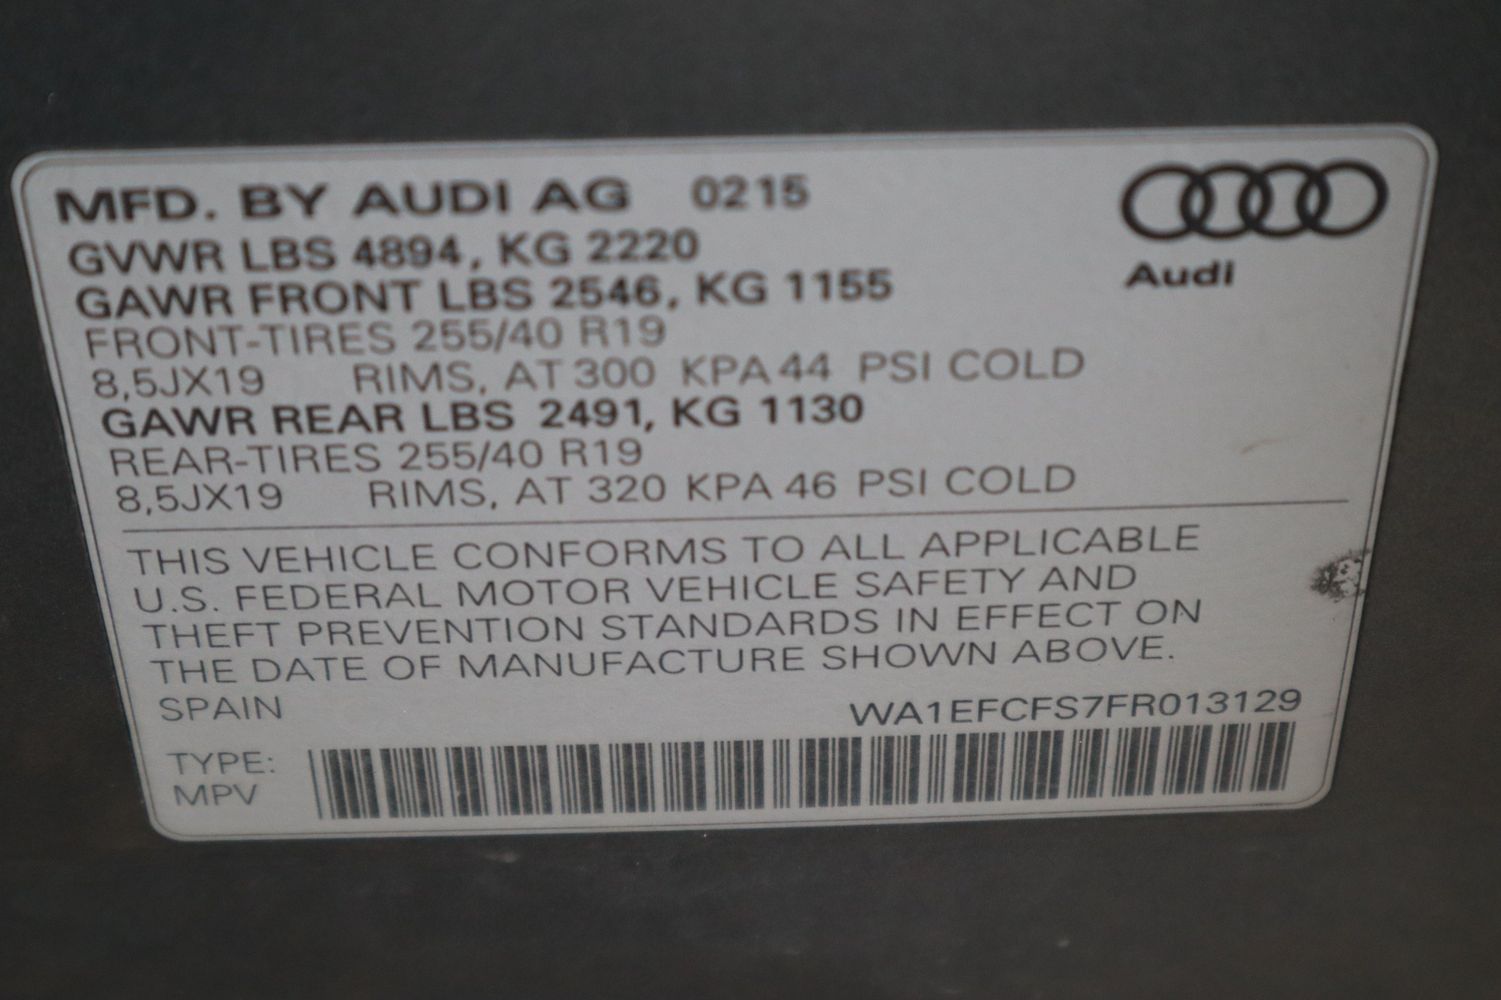 MFD. BY AUDI AG 0215
GVWR LBS 4894, KG 2220
GAWR FRONT LBS 2546, KG 1155
Audi
FRONT-TIRES 255/40 R19
8,5JX19 RIMS, AT 300 KPA 44 PSI COLD
GAWR REAR LBS 2491, KG 1130
REAR-TIRES 255/40 R19
8,5JX19 RIMS, AT 320 KPA 46 PSI COLD
THIS VEHICLE CONFORMS TO ALL APPLICABLE
U.S. FEDERAL MOTOR VEHICLE SAFETY AND
THEFT PREVENTION STANDARDS IN EFFECT ON
THE DATE OF MANUFACTURE SHOWN ABOVE.
SPAIN WA1EFCFS7FR013129
TYPE:
MPV